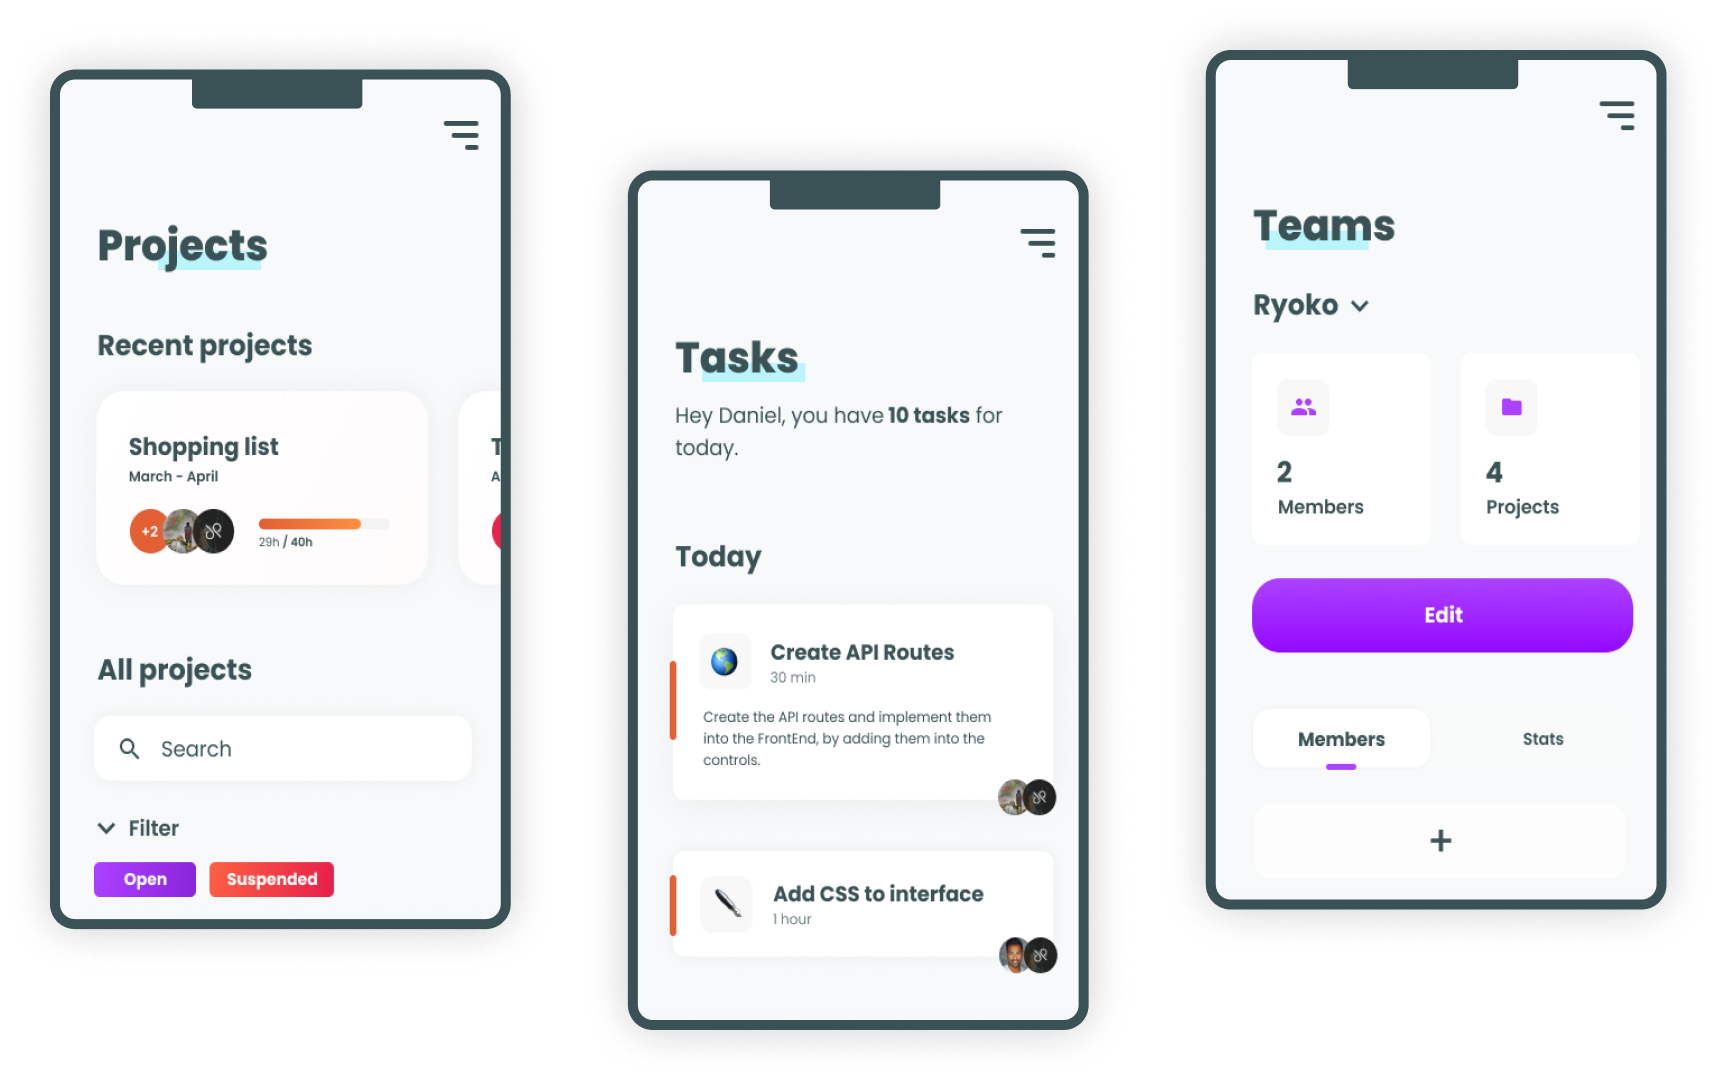 Projects
Recent projects
Shopping list
March - April
+2
29h / 40h
T
A
All projects
Search
Filter
Open
Suspended
Tasks
Hey Daniel, you have 10 tasks for
today.
Today
Create API Routes
30 min
Create the API routes and implement them
into the FrontEnd, by adding them into the
controls.
Add CSS to interface
1 hour
Teams
Ryoko
2
Members
4
Projects
Edit
Members
Stats
+